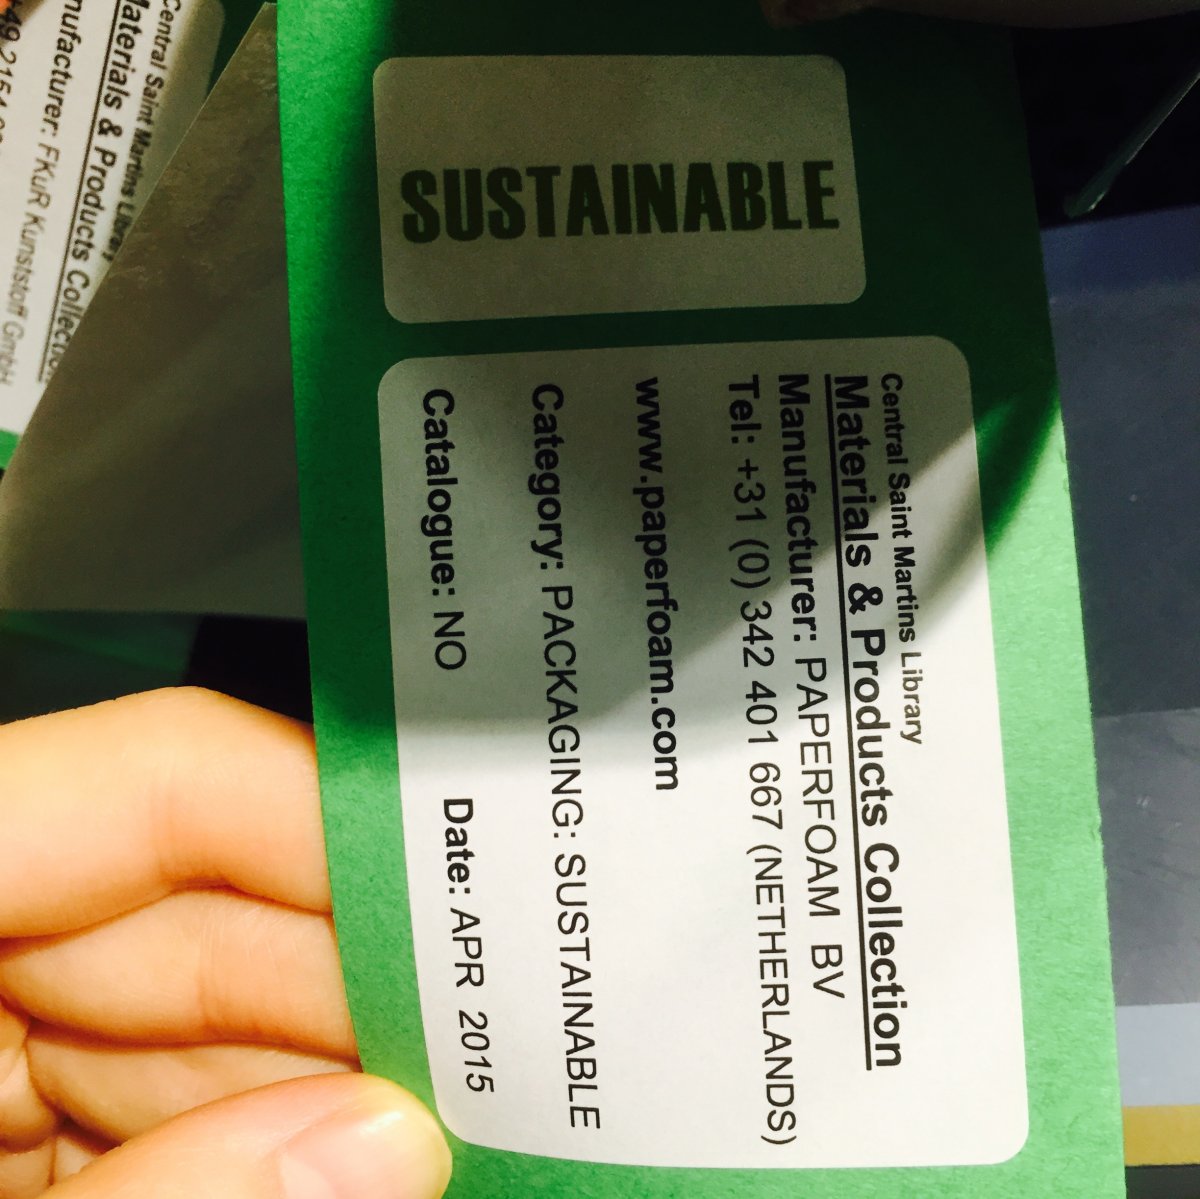 SUSTAINABLE
Central Saint Martins Library
Materials & Products Collection
Manufacturer: PAPERFOAM BV
Tel: +31 (0) 342 401 667 (NETHERLANDS)
www.paperfoam.com
Category: PACKAGING: SUSTAINABLE
Catalogue: NO Date: APR 2015
Central Saint Martins Library
Materials & Products Collection
nufacturer: FKuR Kunststoff GmbH